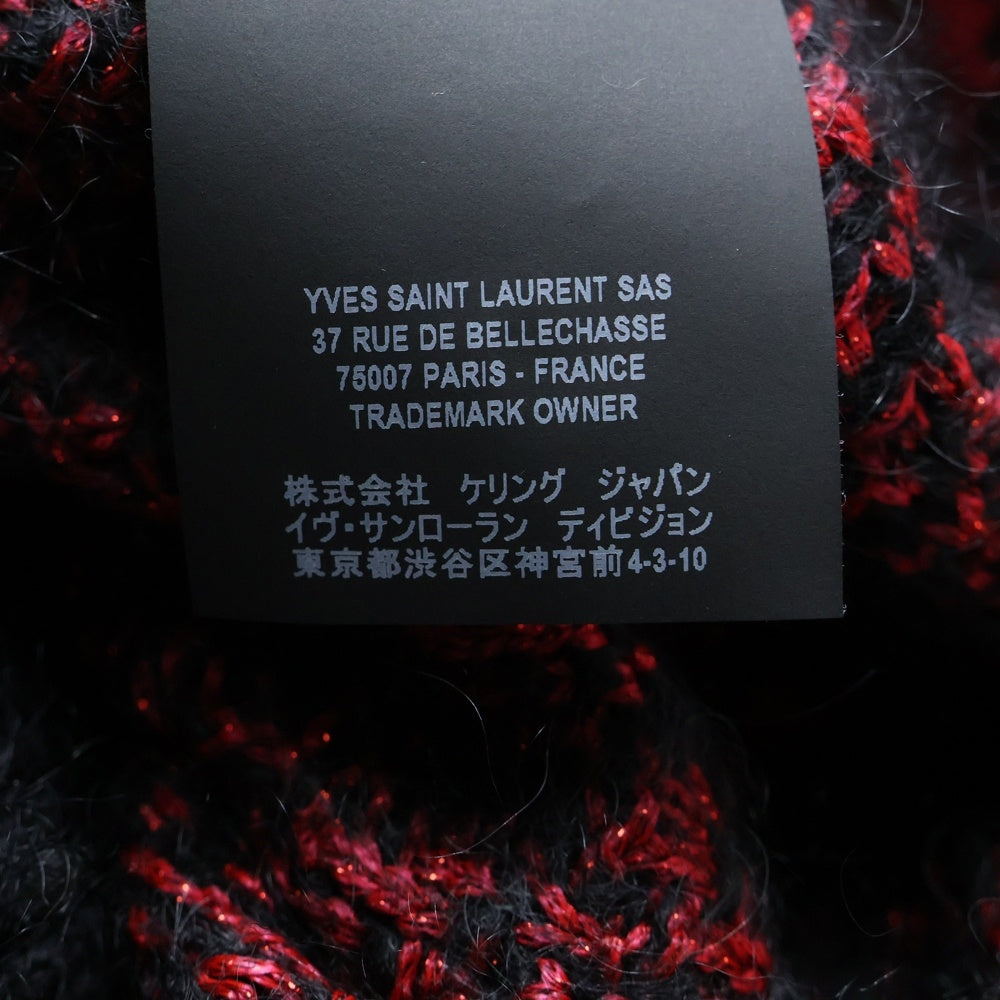 YVES SAINT LAURENT SAS
37 RUE DE BELLECHASSE
75007 PARIS - FRANCE
TRADEMARK OWNER
株式会社 ケリング ジャパン
イヴ・サンローラン ディビジョン
東京都渋谷区神宮前4-3-10